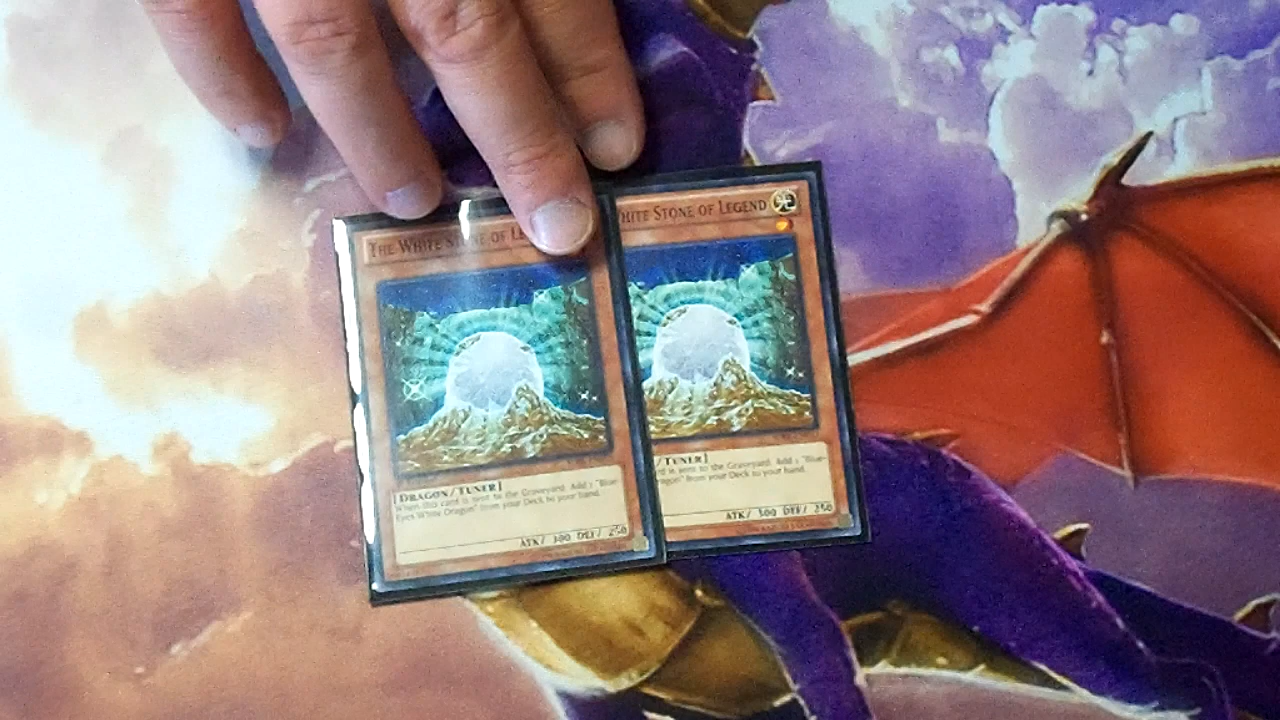 The White Stone of Le
hite Stone of Legend
[Dragon/Tuner]
When this card is sent to the Graveyard: Add 1 "Blue-
Eyes White Dragon" from your Deck to your hand.
ATK/ 300 DEF/ 250
/Tuner]
rd is sent to the Graveyard: Add 1 "Blue-
ragon" from your Deck to your hand.
ATK/ 300 DEF/ 250